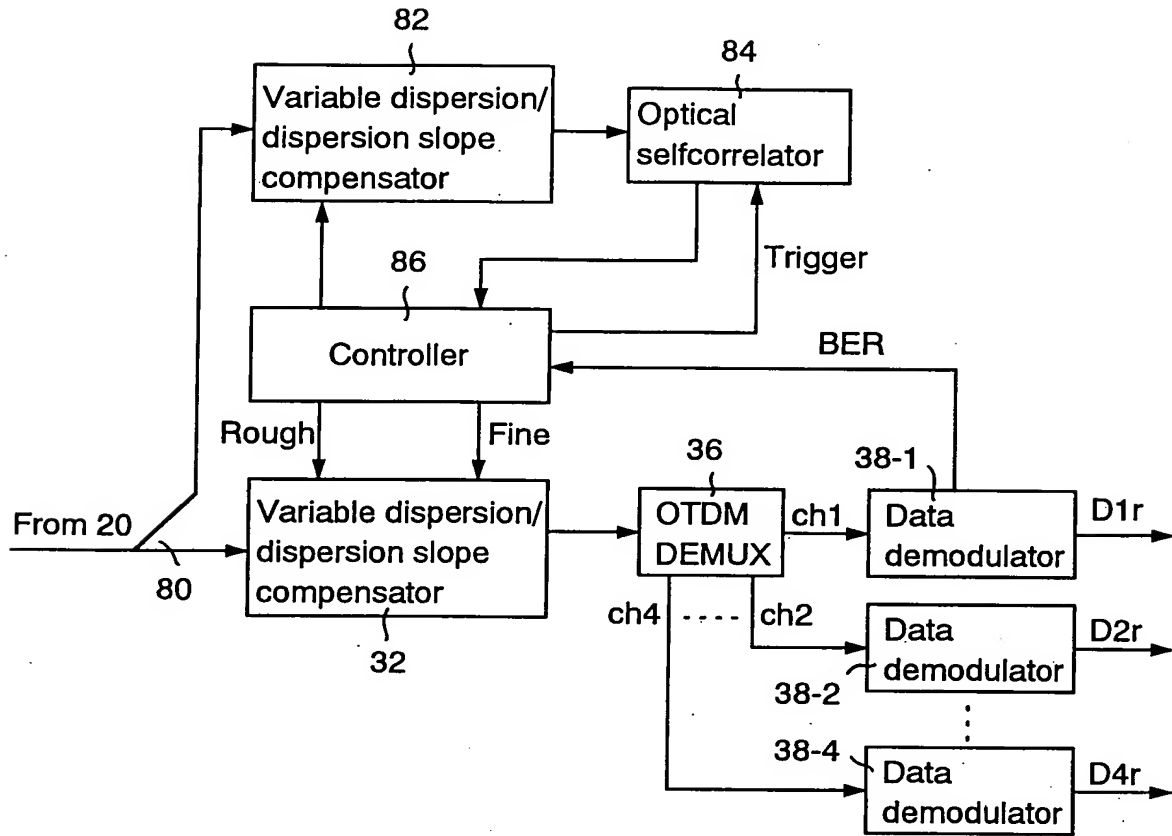 82
Variable dispersion/
dispersion slope
compensator
84
Optical
selfcorrelator
Trigger
86
Controller
BER
Rough
Fine
From 20
80
Variable dispersion/
dispersion slope
compensator
32
36
OTDM
DEMUX
ch1
ch4
ch2
38-1
Data
demodulator
D1r
Data
demodulator
D2r
38-2
38-4
Data
demodulator
D4r